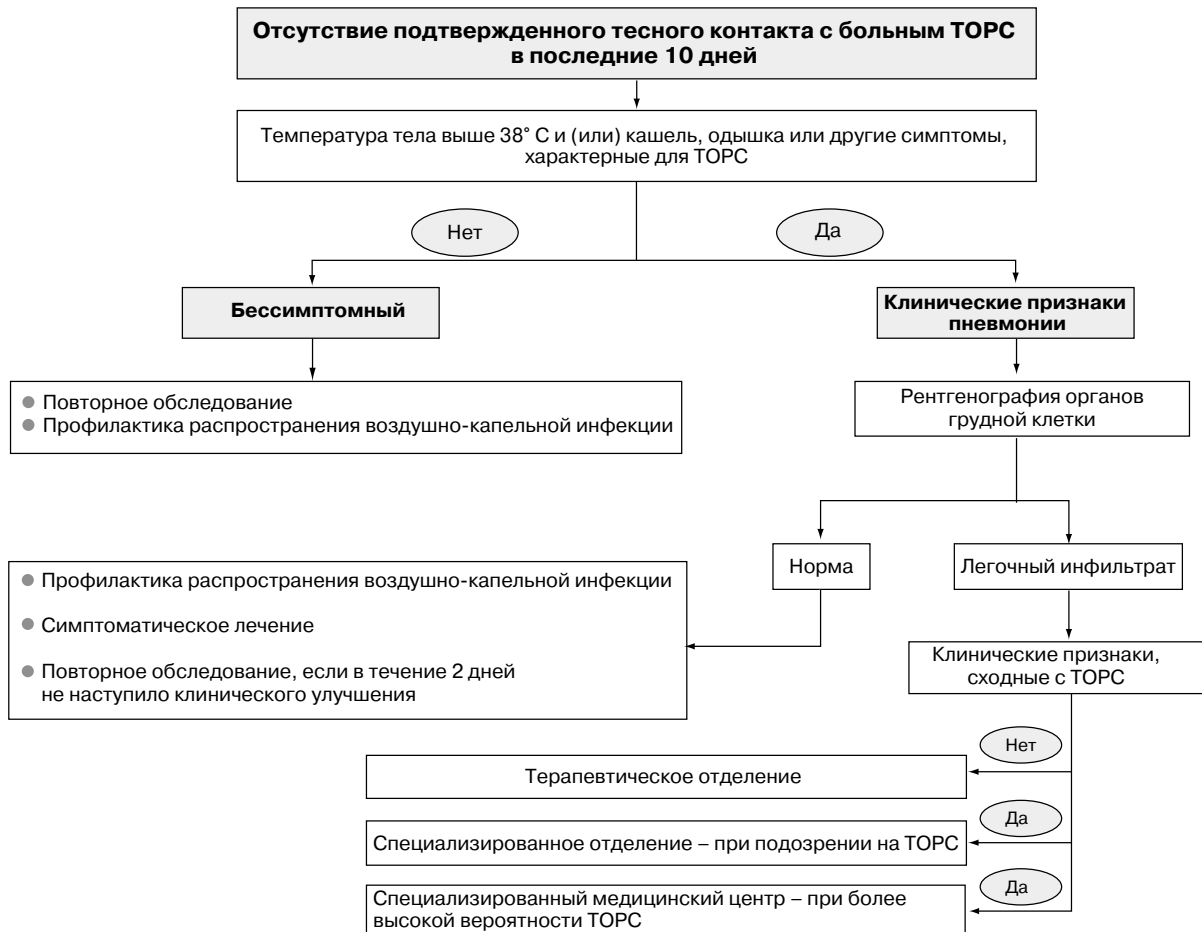 Отсутствие подтвержденного тесного контакта с больным ТОРС
в последние 10 дней
Температура тела выше 38° С и (или) кашель, одышка или другие симптомы,
характерные для ТОРС
Нет
Да
Бессимптомный
Клинические признаки
пневмонии
● Повторное обследование
● Профилактика распространения воздушно-капельной инфекции
Рентгенография органов
грудной клетки
Норма
Легочный инфильтрат
● Профилактика распространения воздушно-капельной инфекции
● Симптоматическое лечение
● Повторное обследование, если в течение 2 дней
не наступило клинического улучшения
Клинические признаки,
сходные с ТОРС
Нет
Терапевтическое отделение
Да
Специализированное отделение – при подозрении на ТОРС
Да
Специализированный медицинский центр – при более
высокой вероятности ТОРС